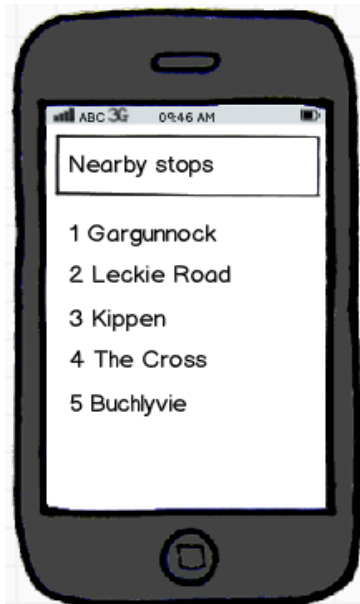 ABC 3G 09:46 AM
Nearby stops
1 Gargunnock
2 Leckie Road
3 Kippen
4 The Cross
5 Buchlyvie